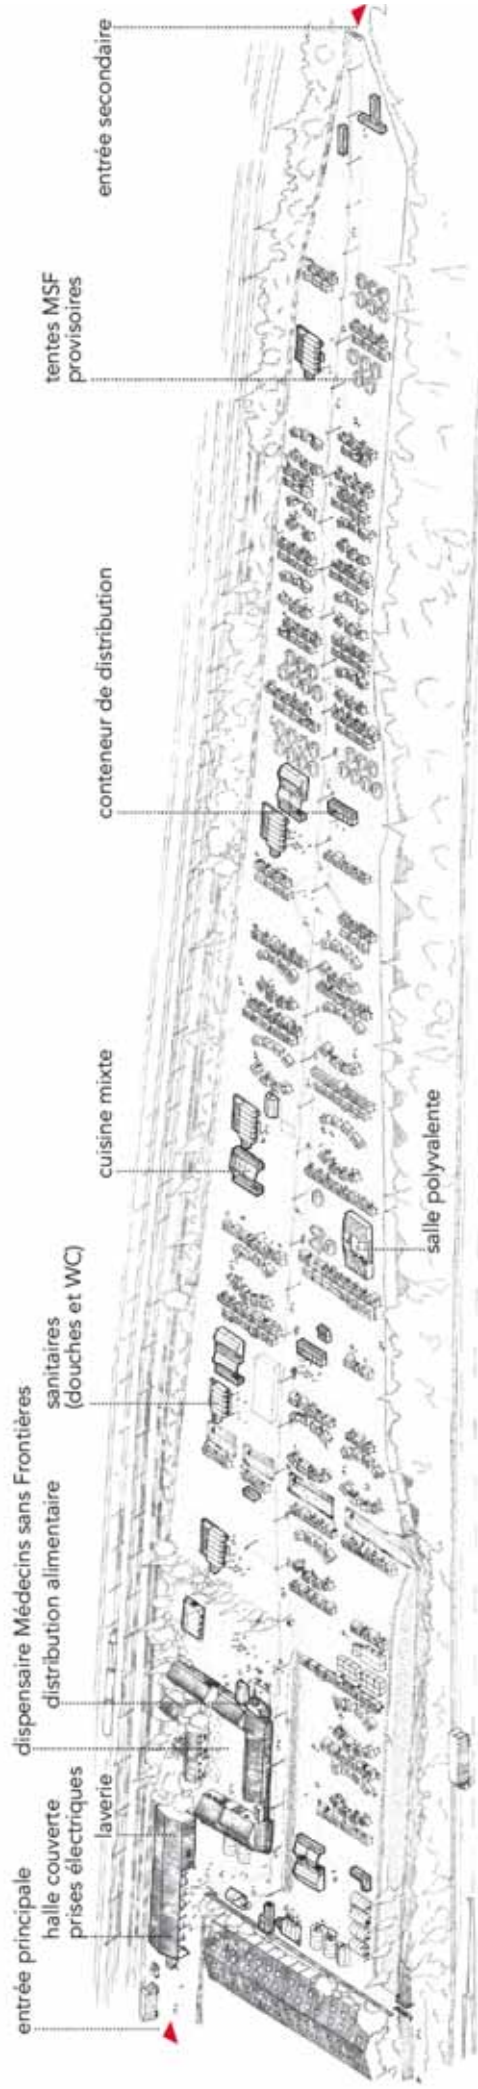 entrée principale
halle couverte
prises électriques
laverie
dispensaire Médecins sans Frontières
distribution alimentaire
sanitaires
(douches et WC)
cuisine mixte
salle polyvalente
conteneur de distribution
tentes MSF
provisoires
entrée secondaire